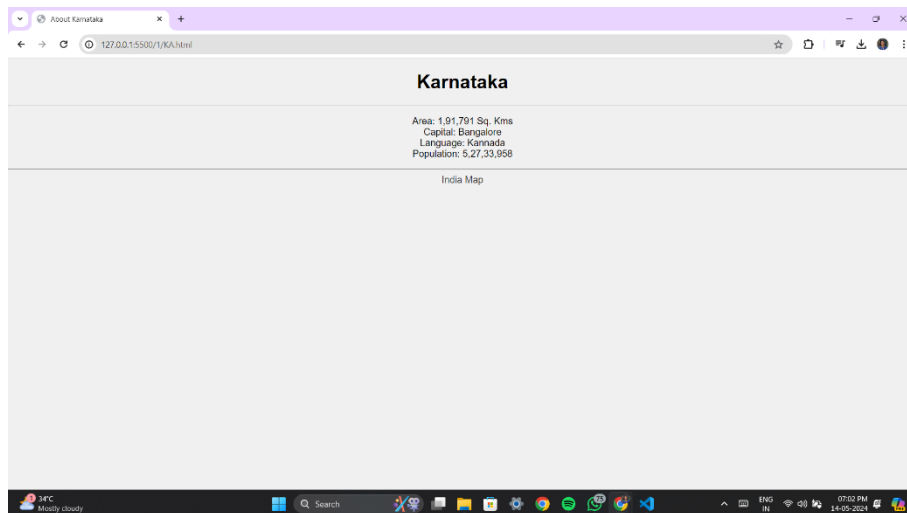 About Karnataka
127.0.0.1:5500/1/KA.html
Karnataka
Area: 1,91,791 Sq. Kms
Capital: Bangalore
Language: Kannada
Population: 5,27,33,958
India Map
34°C
Mostly cloudy
Search
73
ENG
IN
07:02 PM
14-05-2024